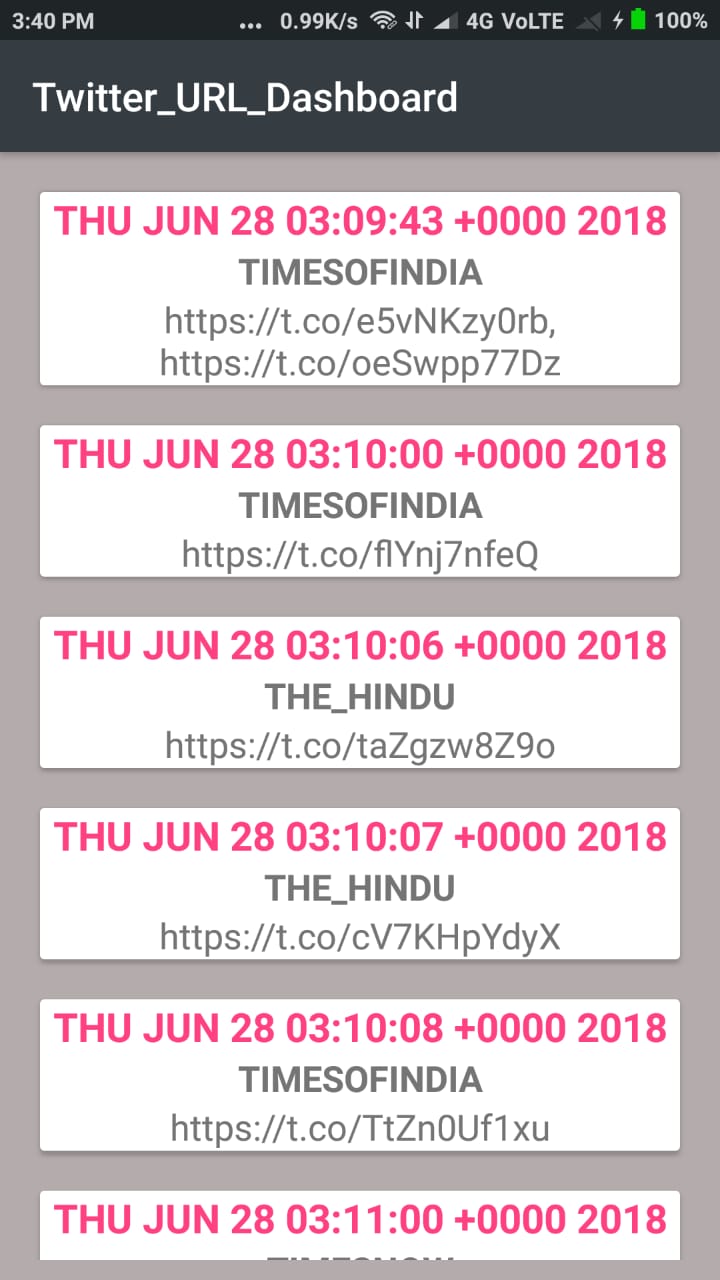 3:40 PM ... 0.99K/s 4G VoLTE 100%
Twitter_URL_Dashboard
THU JUN 28 03:09:43 +0000 2018
TIMESOFINDIA
https://t.co/e5vNKzy0rb,
https://t.co/oeSwpp77Dz
THU JUN 28 03:10:00 +0000 2018
TIMESOFINDIA
https://t.co/flYnj7nfeQ
THU JUN 28 03:10:06 +0000 2018
THE_HINDU
https://t.co/taZgzw8Z9o
THU JUN 28 03:10:07 +0000 2018
THE_HINDU
https://t.co/cV7KHpYdyX
THU JUN 28 03:10:08 +0000 2018
TIMESOFINDIA
https://t.co/TtZn0Uf1xu
THU JUN 28 03:11:00 +0000 2018